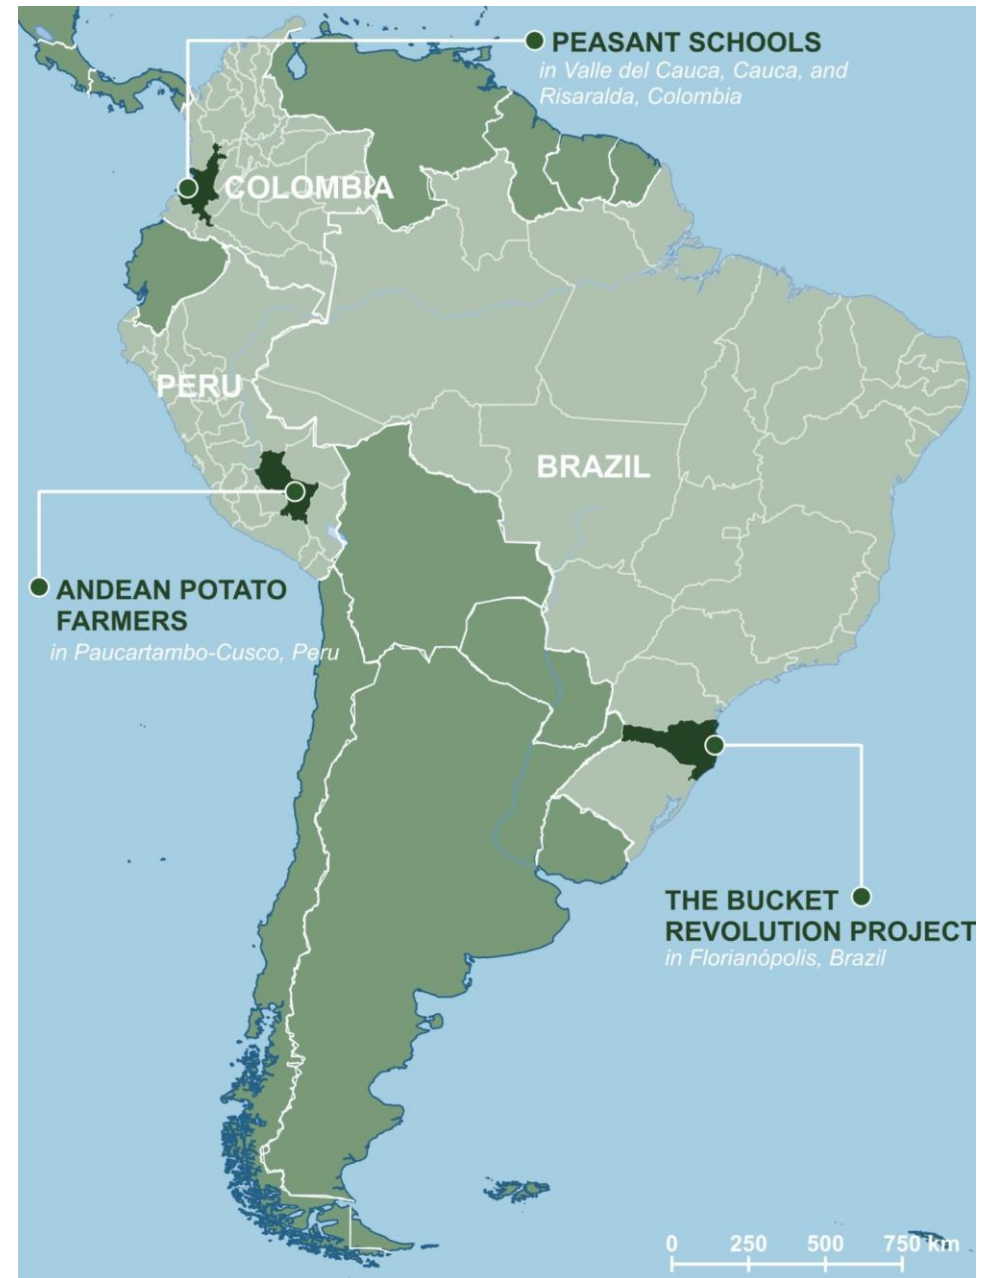 PEASANT SCHOOLS
in Valle del Cauca, Cauca, and
Risaralda, Colombia
COLOMBIA
PERU
BRAZIL
ANDEAN POTATO
FARMERS
in Paucartambo-Cusco, Peru
THE BUCKET
REVOLUTION PROJECT
in Florianópolis, Brazil
0 250 500 750 km